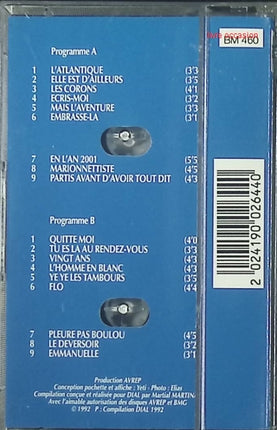 live occasion
BM 460
Programme A
1 L'ATLANTIQUE (3'3
2 ELLE EST D'AILLEURS (3'5
3 LES CORONS (4'1
4 ECRIS-MOI (3'2
5 MAIS L'AVENTURE (3'3
6 EMBRASSE-LA (3'1
7 EN L'AN 2001 (5'5
8 MARIONNETTISTE (4'5
9 PARTIS AVANT D'AVOIR TOUT DIT (4'3
Programme B
1 QUITTE MOI (4'0
2 TU ES LÀ AU RENDEZ-VOUS (3'3
3 VINGT ANS (4'3
4 L'HOMME EN BLANC (4'3
5 YE YE LES TAMBOURS (3'5
6 FLO (4'4
7 PLEURE PAS BOULOU (4'5
8 LE DEVERSOIR (3'2
9 EMMANUELLE (3'1
Production AVREP
Conception pochette et affiche : Yeti - Photo : Elias
Compilation conçue et réalisée pour DIAL par Martial MARTIN
Avec l'aimable autorisation des disques AVREP et BMG
© 1992 P : Compilation DIAL 1992
2 024190 026440